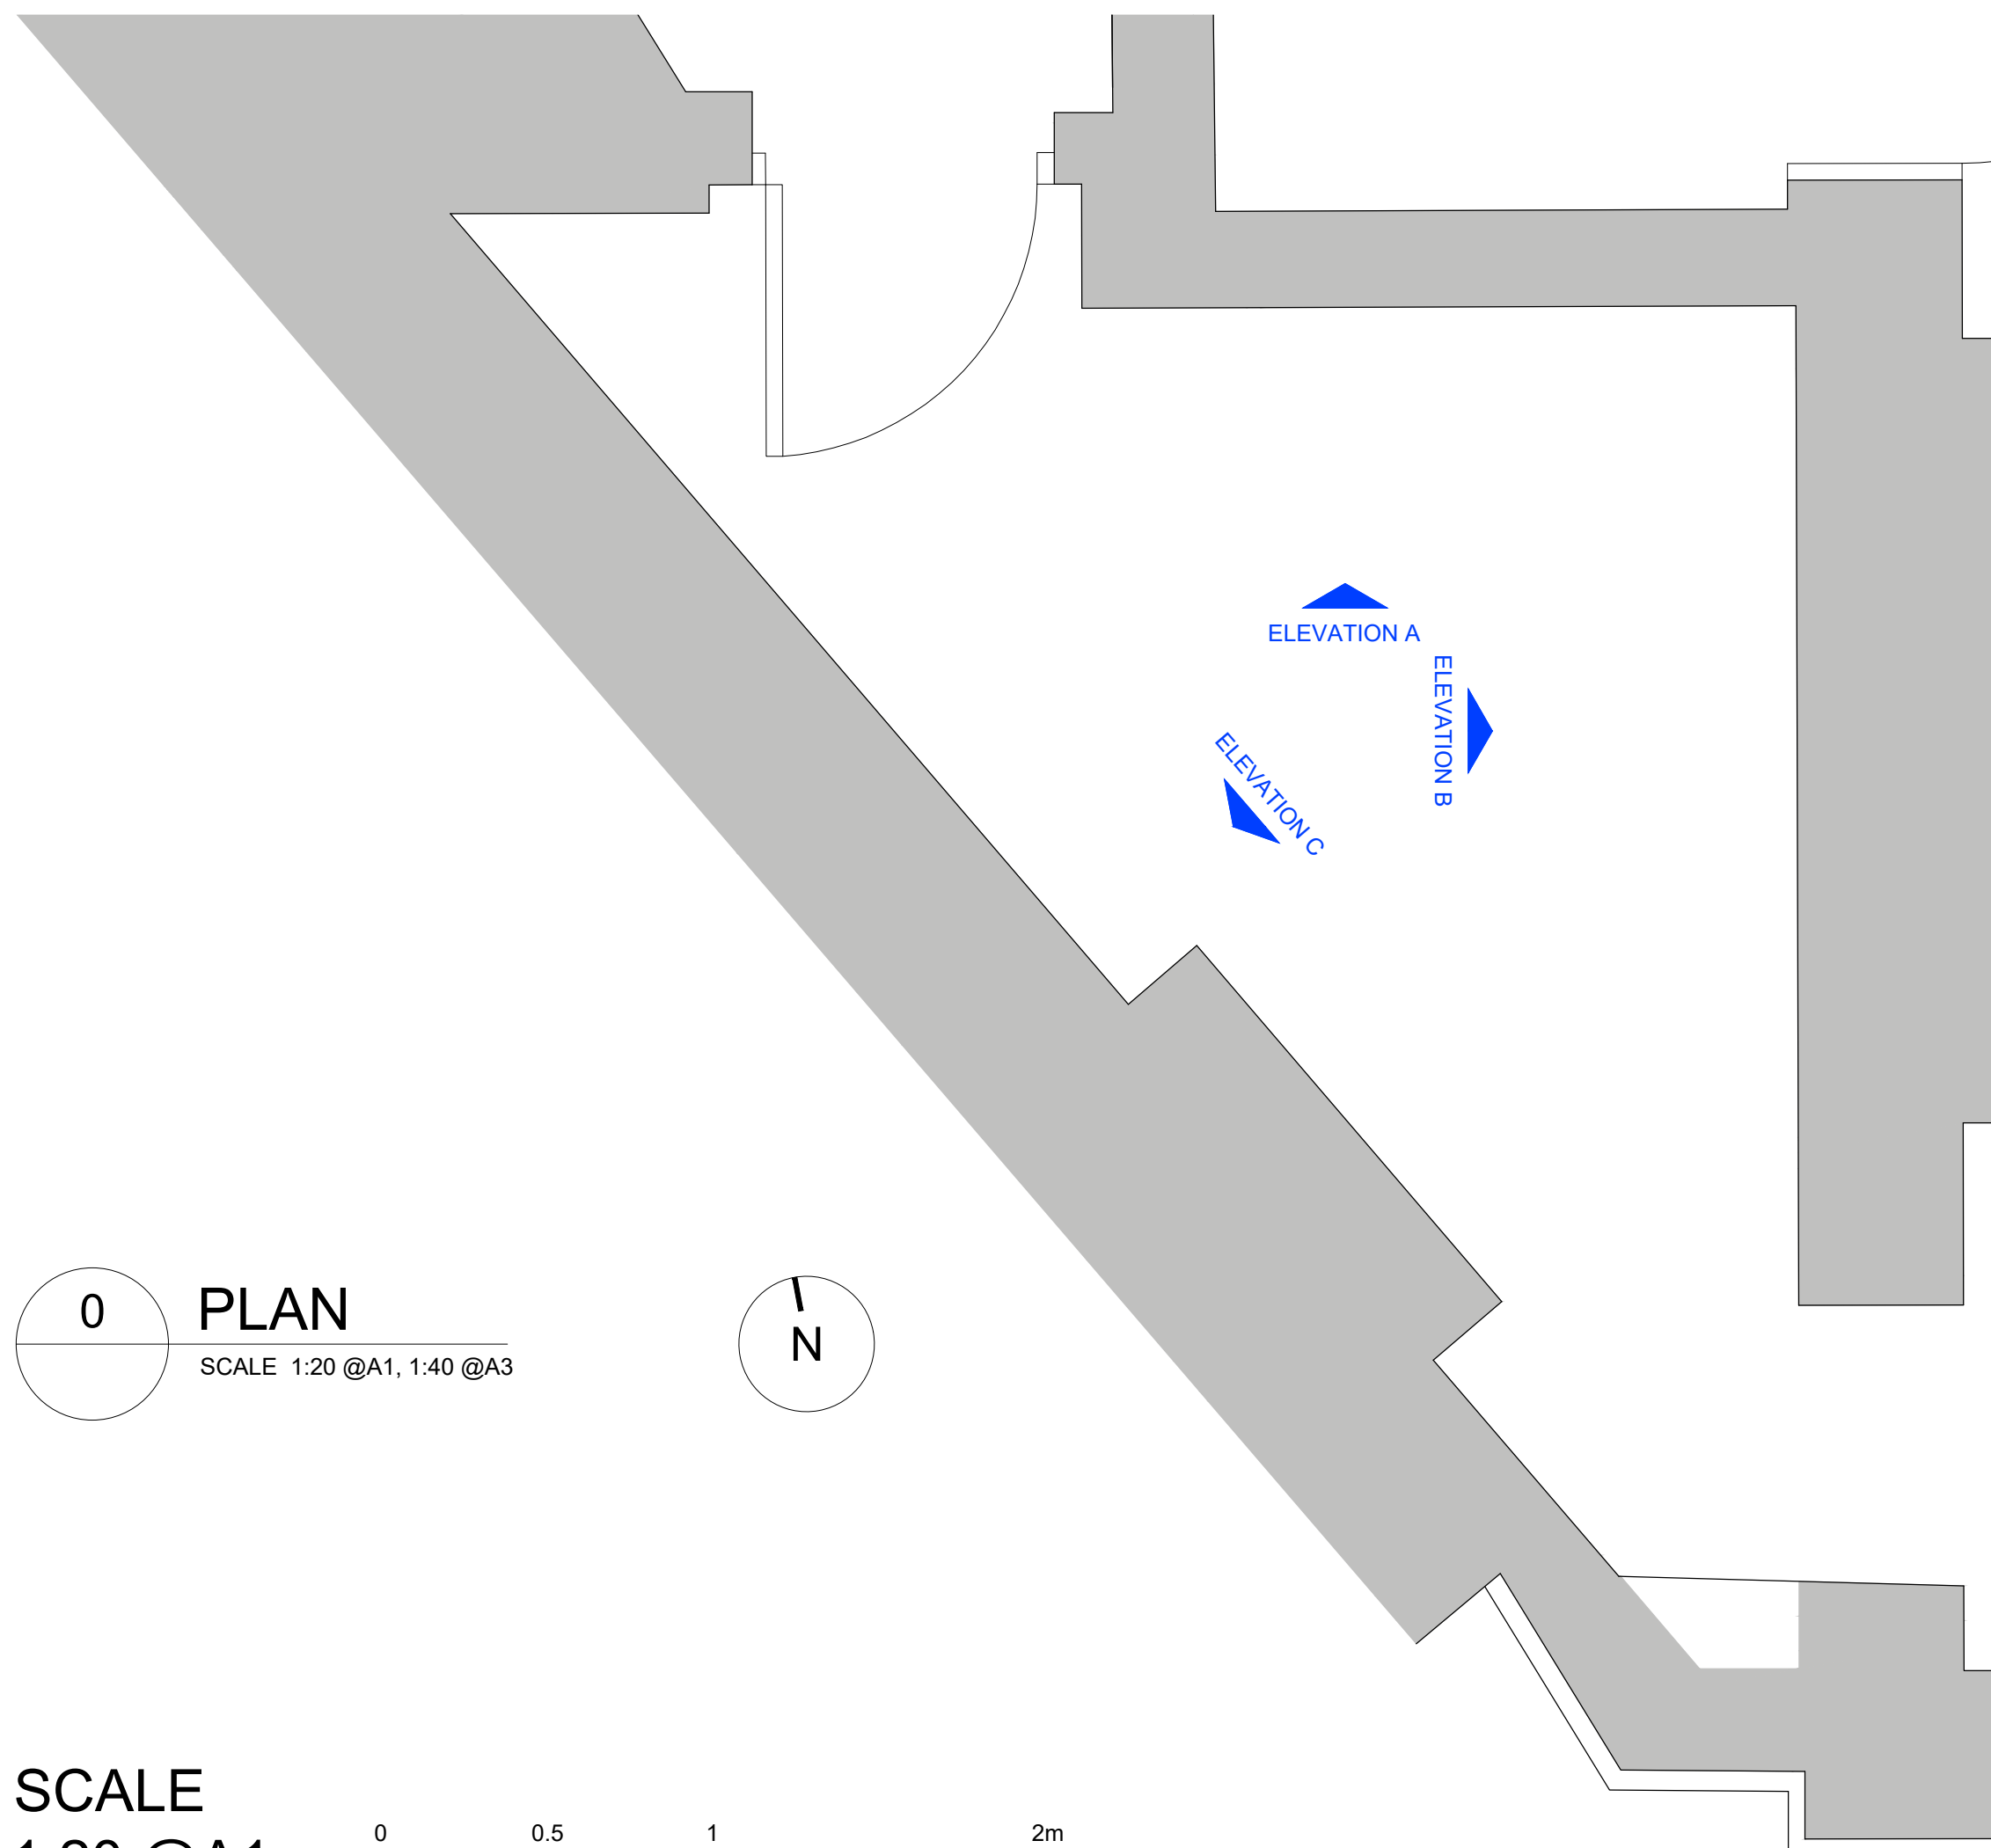 ELEVATION A
ELEVATION B
ELEVATION C
0
PLAN
SCALE 1:20 @A1, 1:40 @A3
N
SCALE
0 0.5 1 2m